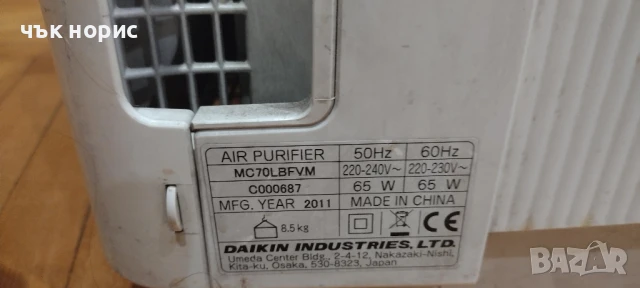 чък норис
AIR PURIFIER 50Hz 60Hz
MC70LBFVM 220-240V~ 220-230V~
C000687 65 W 65 W
MFG. YEAR 2011 MADE IN CHINA
8.5kg CE
DAIKIN INDUSTRIES, LTD.
Umeda Center Bldg., 2-4-12, Nakazaki-Nishi,
Kita-ku, Osaka, 530-8323, Japan
bazar